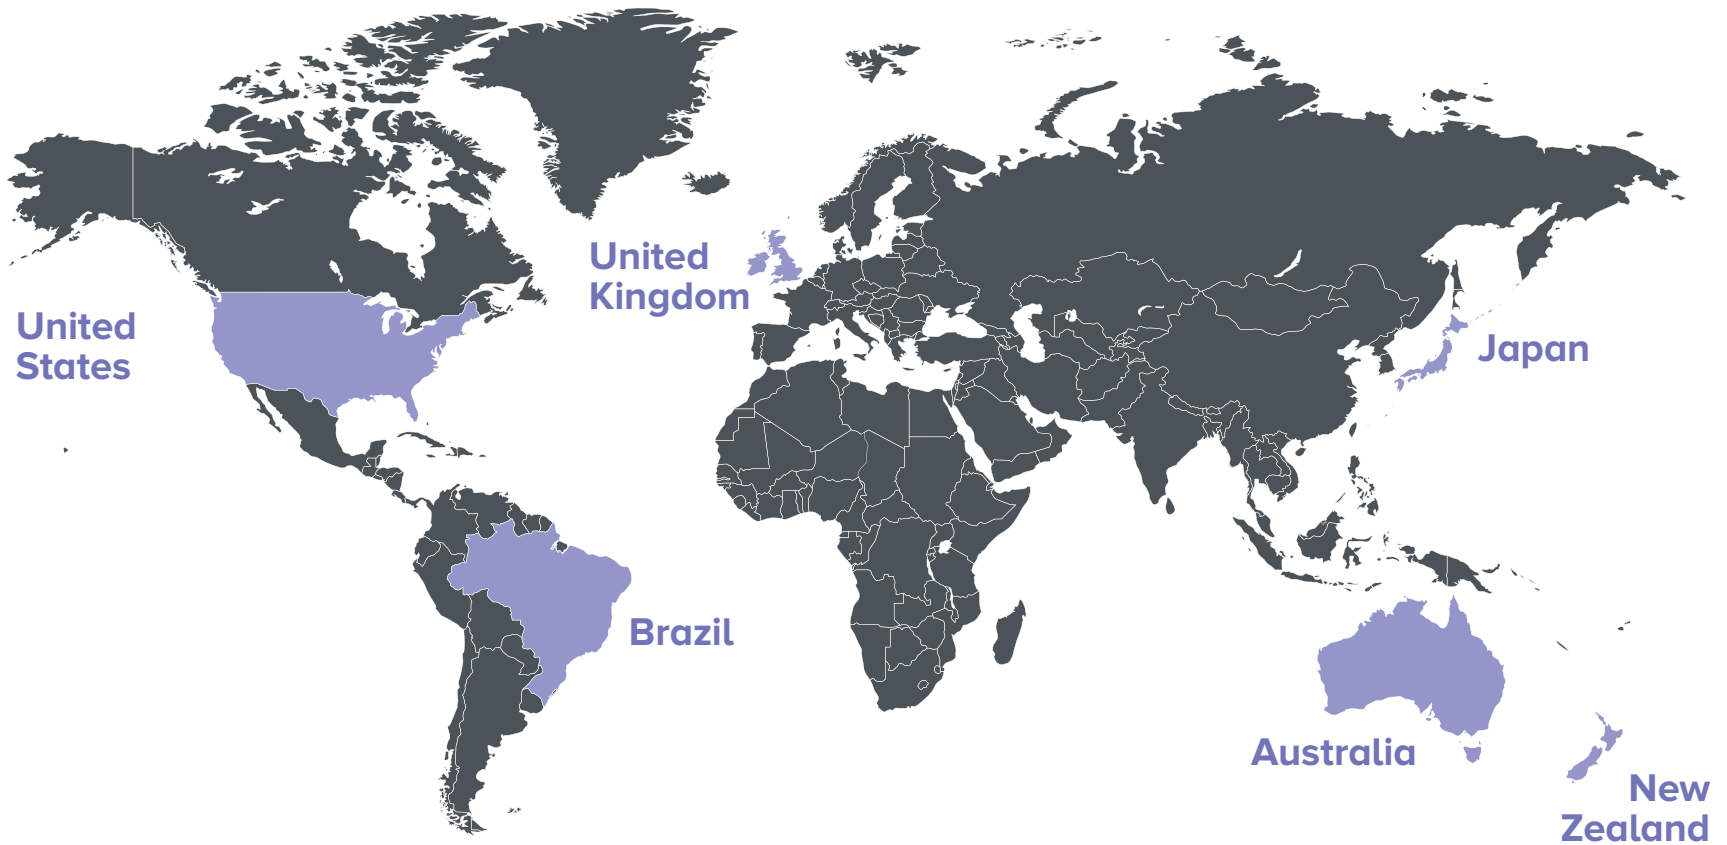 United
Kingdom
United
States
Japan
Brazil
Australia
New
Zealand